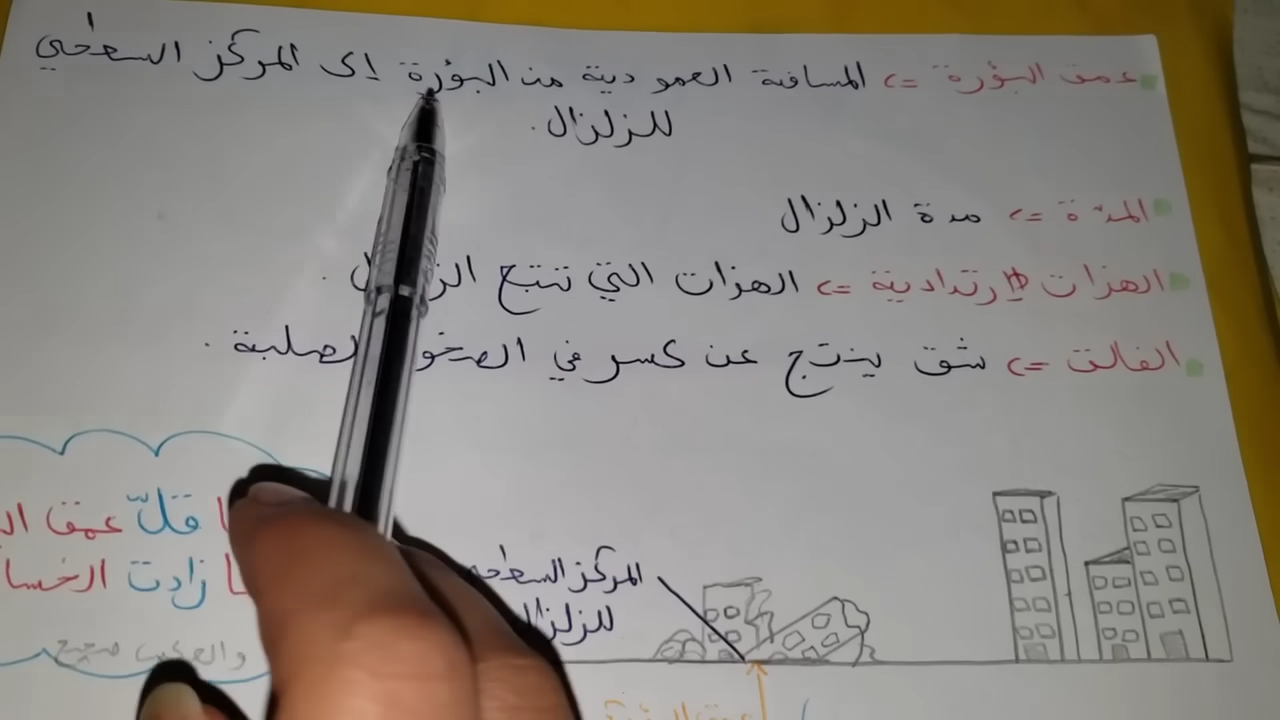 عمق البؤرة => المسافة العمودية من البؤرة إلى المركز السطحي
للزلزال.
المدة => مدة الزلزال
الهزات الإرتدادية => الهزات التي تتبع
الفالق => شق ينتج عن كسر في الصلبة.
قلّ عمق
زادت
والعكس صحيح
المركز السطحي
للزلزال